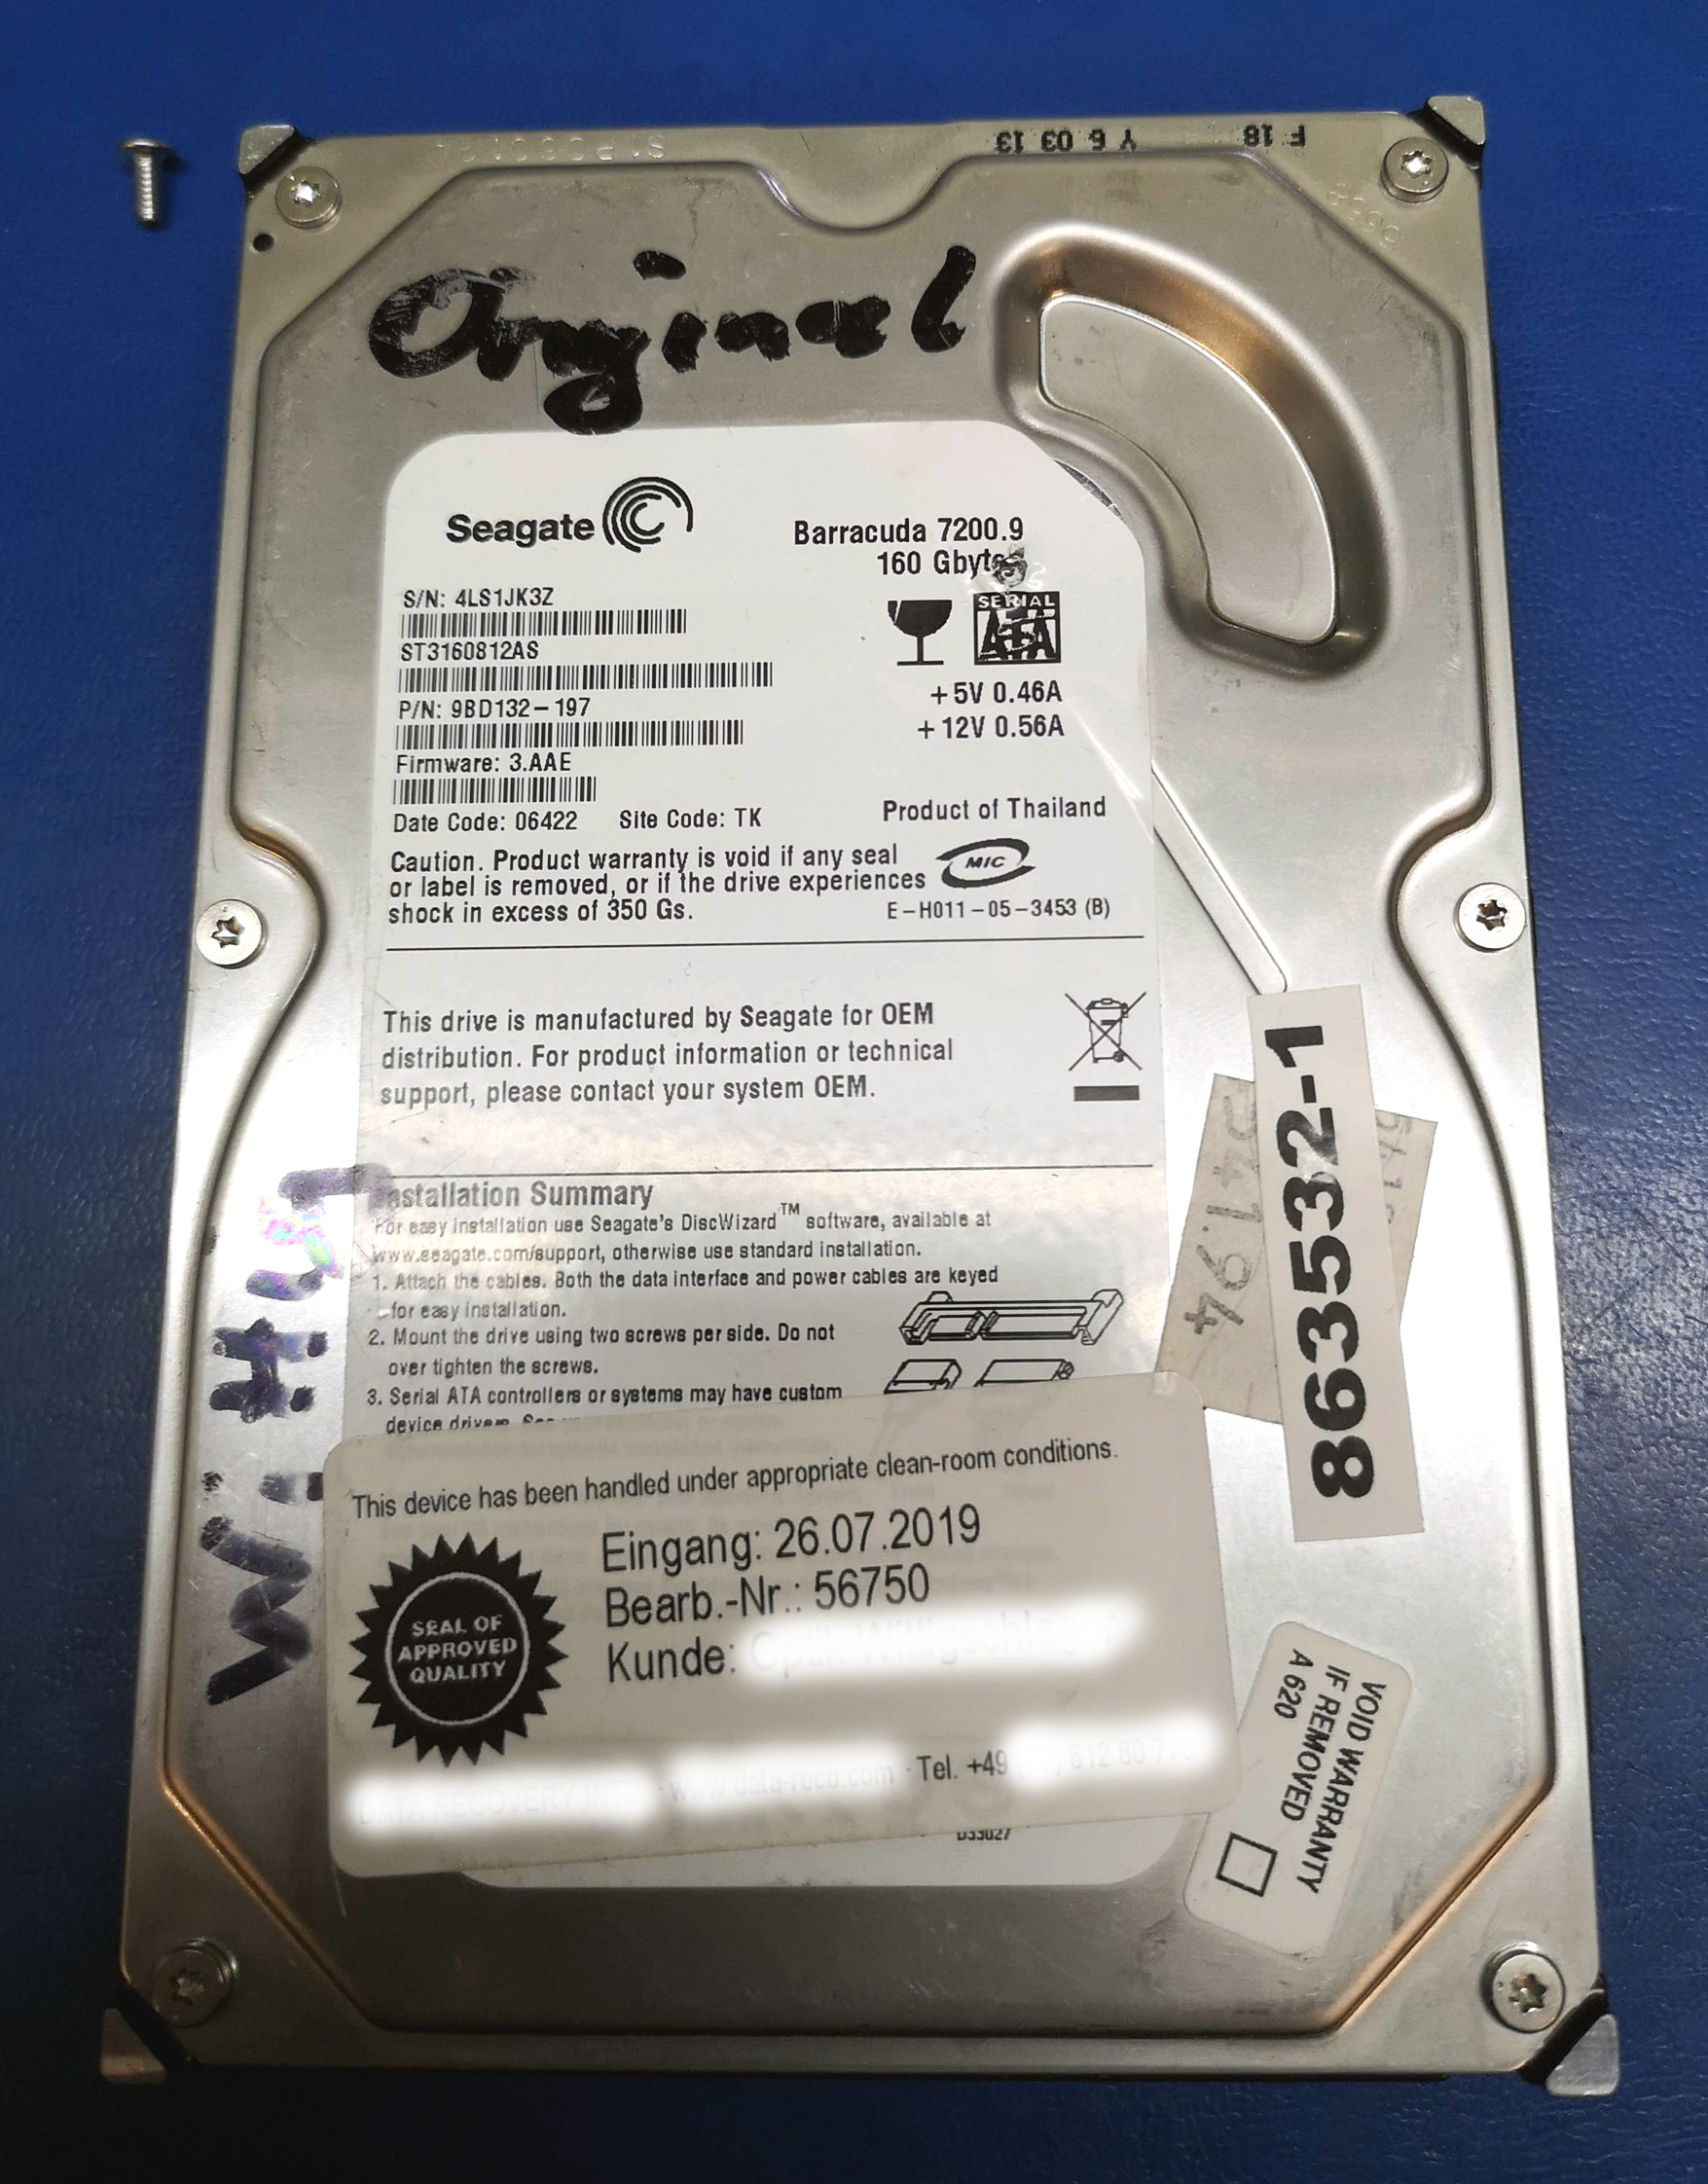 F 18 Y 6 03 13
Original
Seagate
Barracuda 7200.9
160 Gbytes
S/N: 4LS1JK3Z
ST3160812AS
SERIAL
ATA
+5V 0.46A
P/N: 9BD132-197
+12V 0.56A
Firmware: 3.AAE
Date Code: 06422 Site Code: TK
Product of Thailand
Caution. Product warranty is void if any seal
or label is removed, or if the drive experiences
shock in excess of 350 Gs.
MIC
E-H011-05-3453 (B)
This drive is manufactured by Seagate for OEM
distribution. For product information or technical
support, please contact your system OEM.
863532-1
Installation Summary
For easy installation use Seagate's DiscWizard™ software, available at
www.seagate.com/support, otherwise use standard installation.
1. Attach the cables. Both the data interface and power cables are keyed
for easy installation.
2. Mount the drive using two screws per side. Do not
over tighten the screws.
3. Serial ATA controllers or systems may have custom
This device has been handled under appropriate clean-room conditions.
Eingang: 26.07.2019
Bearb.-Nr.: 56750
Kunde:
SEAL OF
APPROVED
QUALITY
Tel. +49
D33027
VOID WARRANTY
IF REMOVED
A 620